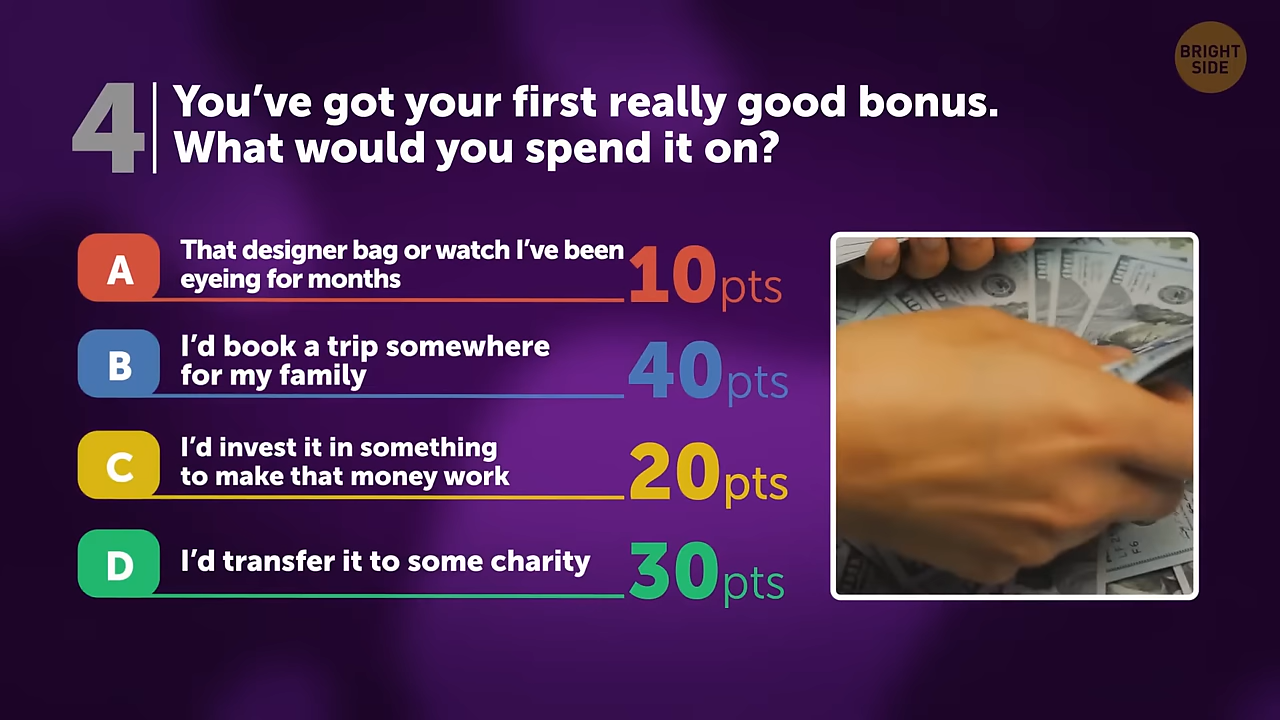 BRIGHT
SIDE
4
You’ve got your first really good bonus.
What would you spend it on?
A
That designer bag or watch I’ve been
eyeing for months
10pts
B
I’d book a trip somewhere
for my family
40pts
C
I’d invest it in something
to make that money work
20pts
D
I’d transfer it to some charity
30pts